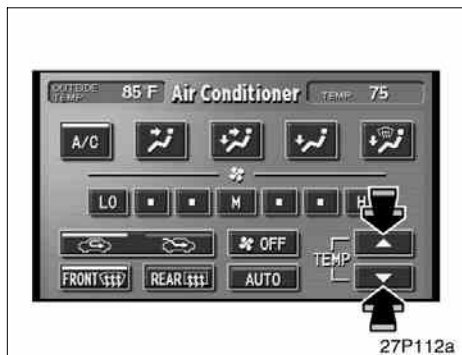 OUTSIDE TEMP 85°F Air Conditioner TEMP 75
A/C
LO M H
OFF
TEMP
FRONT REAR AUTO
27P112a